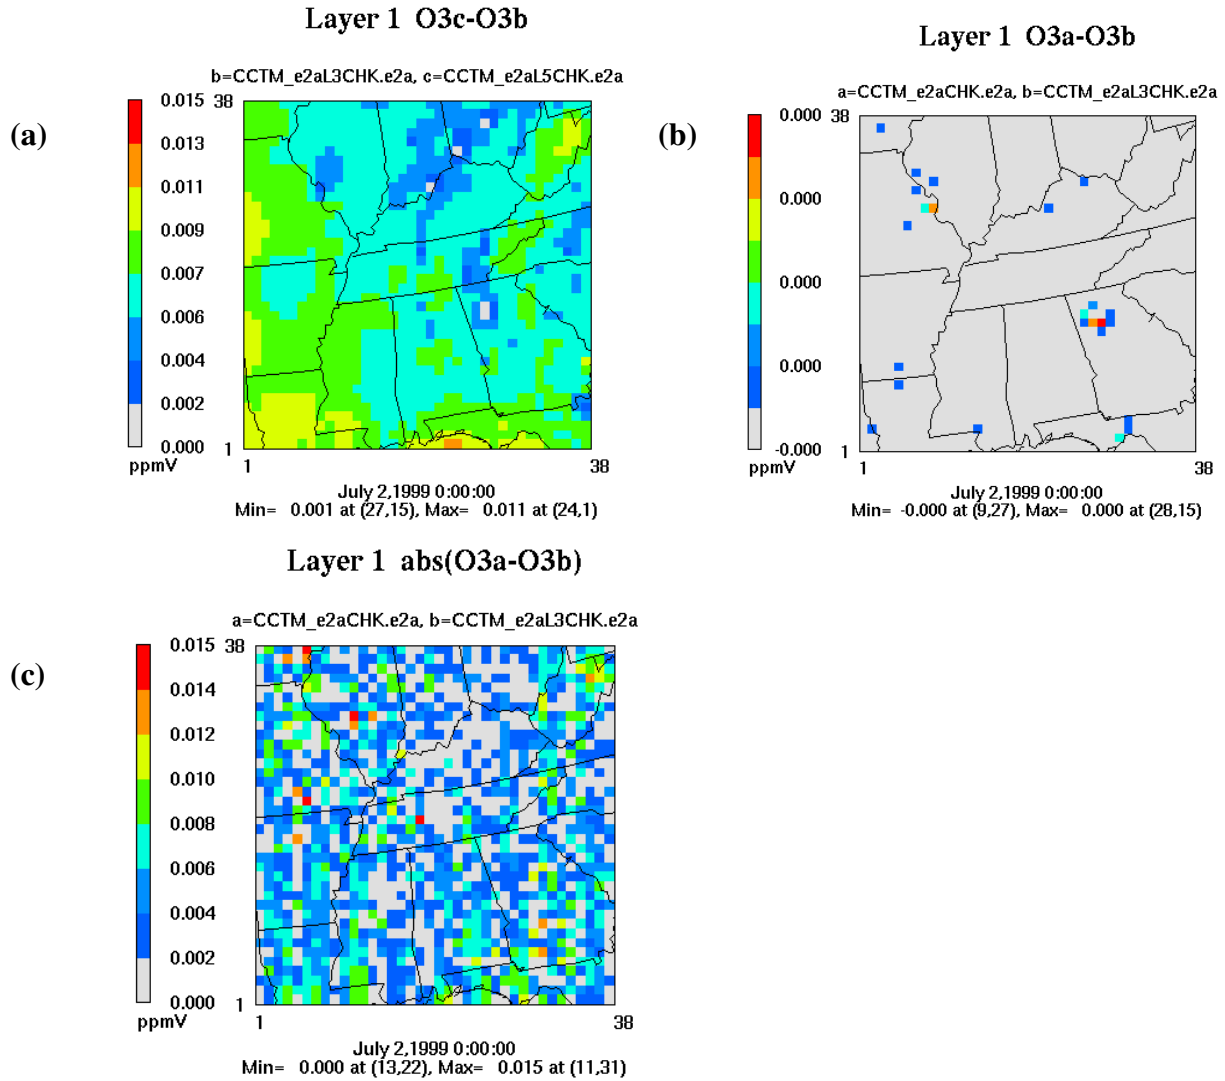 Layer 1 O3c-O3b
b=CCTM_e2aL3CHK.e2a, c=CCTM_e2aL5CHK.e2a
(a)
0.015
0.013
0.011
0.009
0.007
0.006
0.004
0.002
0.000
ppmV
38
1
1
38
July 2,1999 0:00:00
Min= 0.001 at (27,15), Max= 0.011 at (24,1)
Layer 1 O3a-O3b
a=CCTM_e2aCHK.e2a, b=CCTM_e2aL3CHK.e2a
(b)
0.000
0.000
0.000
0.000
-0.000
ppmV
38
1
1
38
July 2,1999 0:00:00
Min= -0.000 at (9,27), Max= 0.000 at (28,15)
Layer 1 abs(O3a-O3b)
a=CCTM_e2aCHK.e2a, b=CCTM_e2aL3CHK.e2a
(c)
0.015
0.014
0.012
0.010
0.008
0.006
0.004
0.002
0.000
ppmV
38
1
1
38
July 2,1999 0:00:00
Min= 0.000 at (13,22), Max= 0.015 at (11,31)